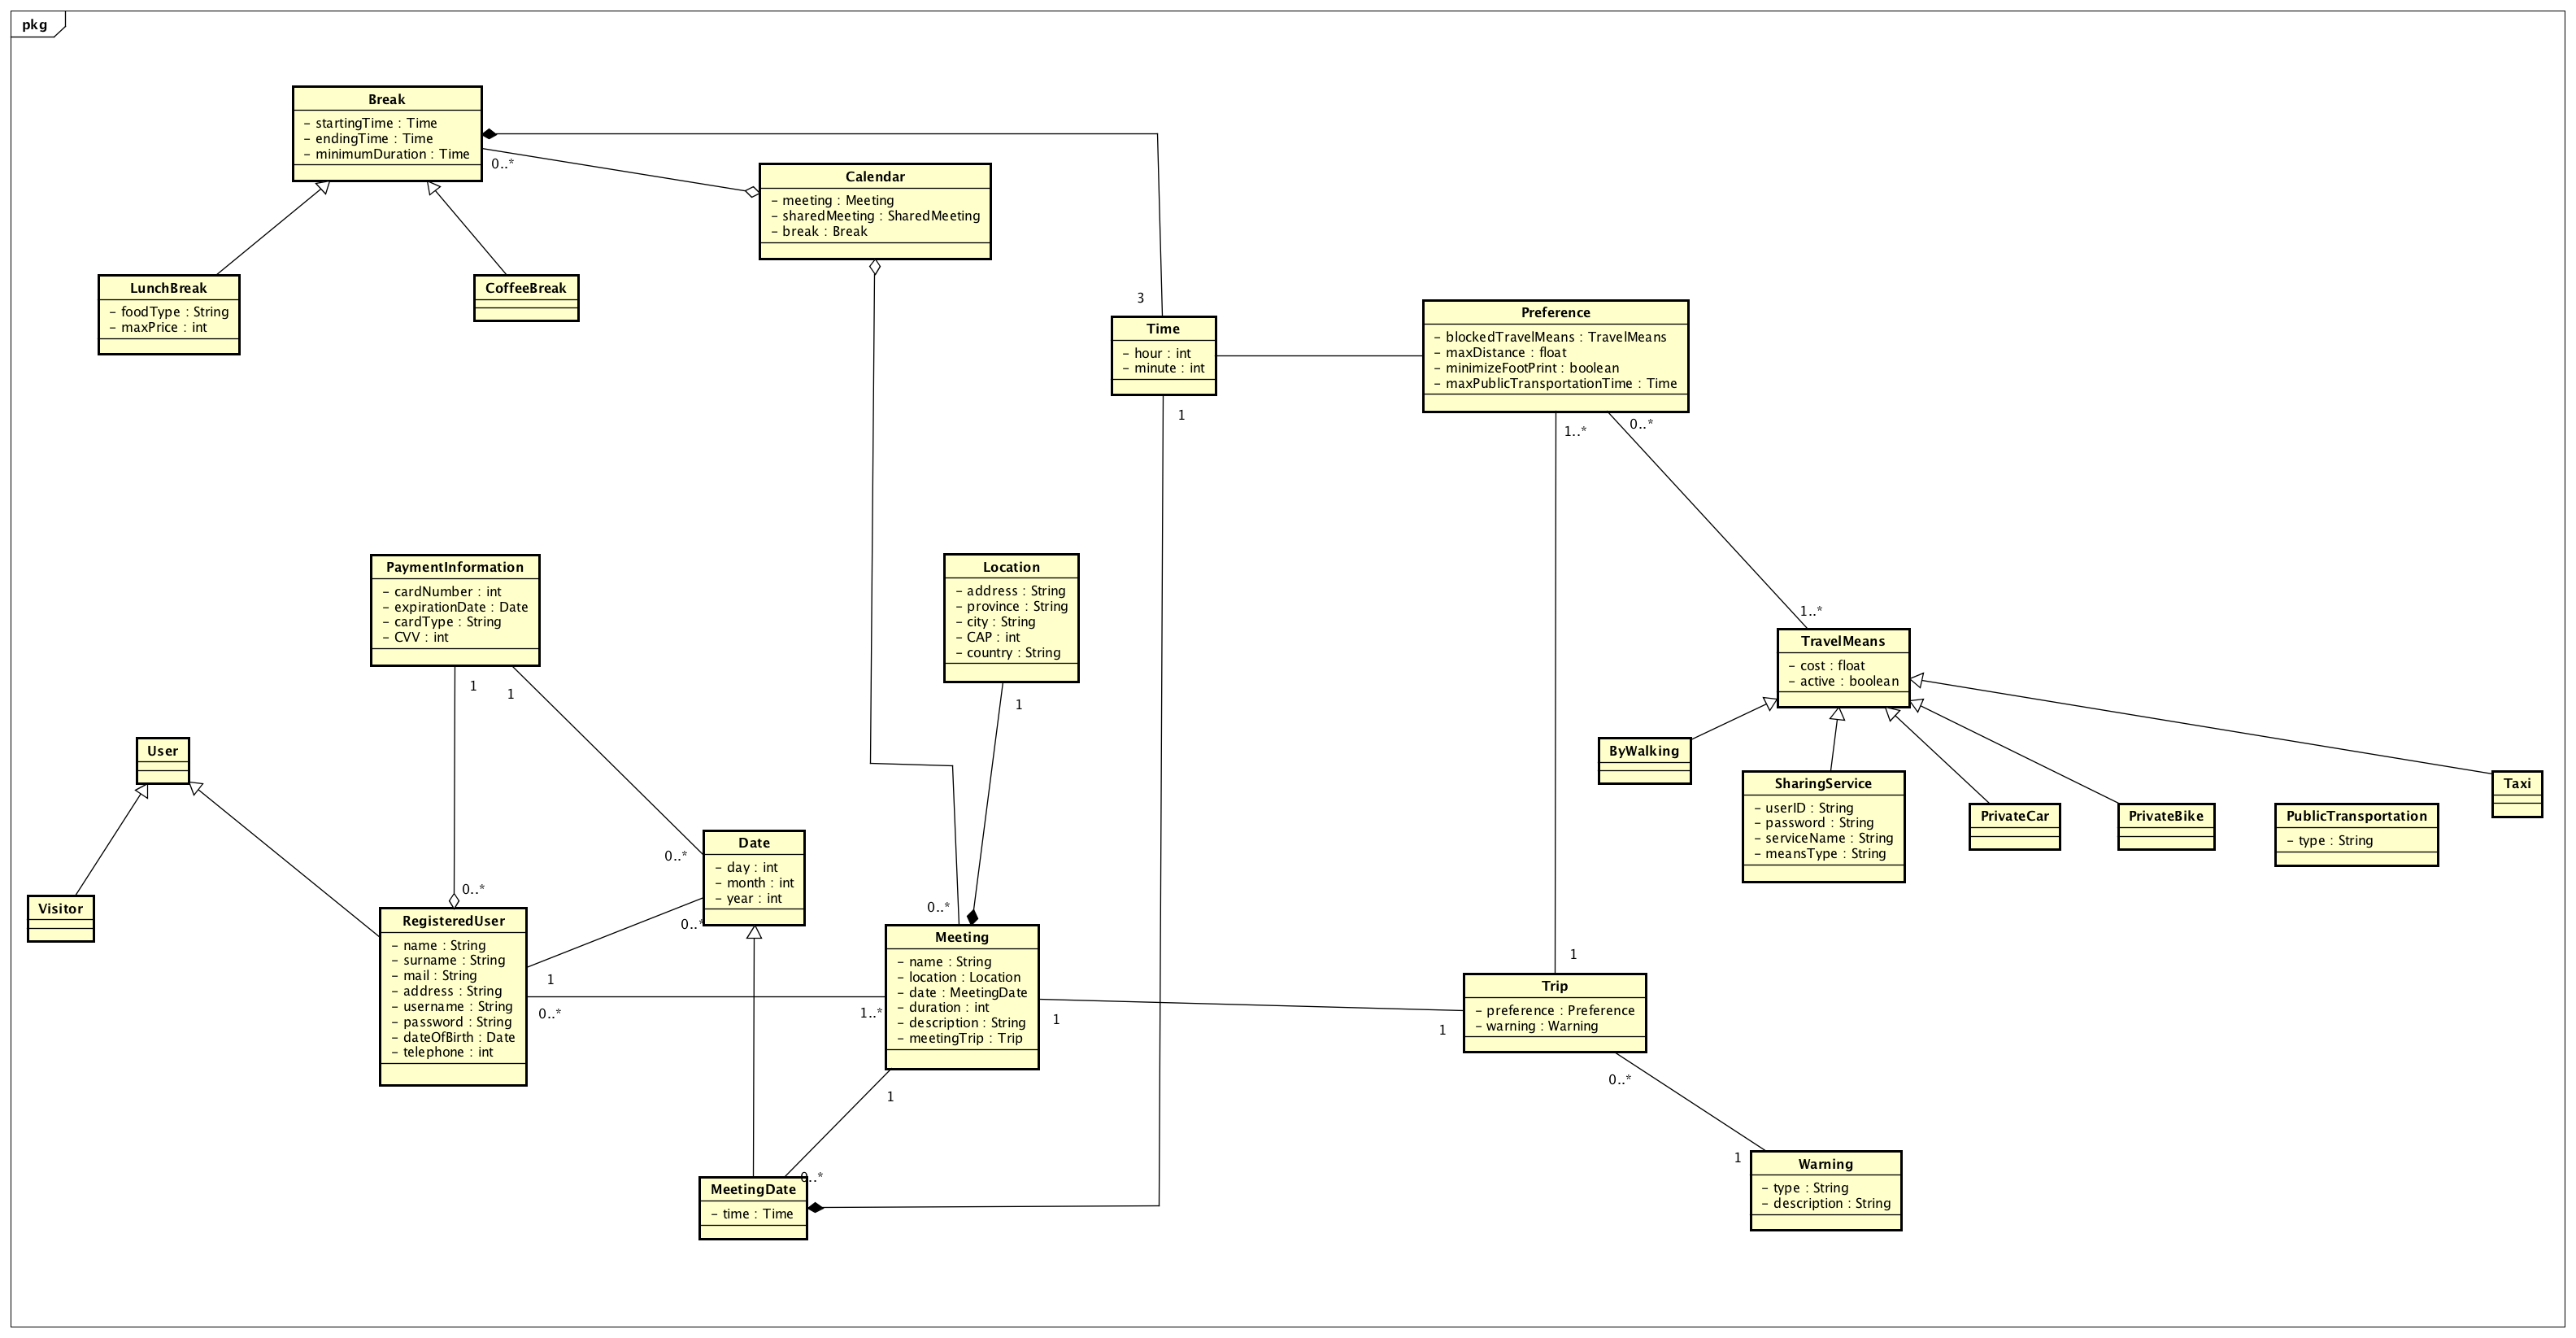 pkg
Break
- startingTime : Time
- endingTime : Time
- minimumDuration : Time
0..*
Calendar
- meeting : Meeting
- sharedMeeting : SharedMeeting
- break : Break
LunchBreak
- foodType : String
- maxPrice : int
CoffeeBreak
3
Time
- hour : int
- minute : int
1
Preference
- blockedTravelMeans : TravelMeans
- maxDistance : float
- minimizeFootPrint : boolean
- maxPublicTransportationTime : Time
1..*
0..*
PaymentInformation
- cardNumber : int
- expirationDate : Date
- cardType : String
- CVV : int
1
1
Location
- address : String
- province : String
- city : String
- CAP : int
- country : String
1
1..*
TravelMeans
- cost : float
- active : boolean
User
ByWalking
SharingService
- userID : String
- password : String
- serviceName : String
- meansType : String
PrivateCar
PrivateBike
PublicTransportation
- type : String
Taxi
Visitor
0..*
0..*
Date
- day : int
- month : int
- year : int
0..*
RegisteredUser
- name : String
- surname : String
- mail : String
- address : String
- username : String
- password : String
- dateOfBirth : Date
- telephone : int
1
0..*
0..*
1..*
Meeting
- name : String
- location : Location
- date : MeetingDate
- duration : int
- description : String
- meetingTrip : Trip
1
1
1
1
Trip
- preference : Preference
- warning : Warning
0..*
0..*
MeetingDate
- time : Time
1
Warning
- type : String
- description : String